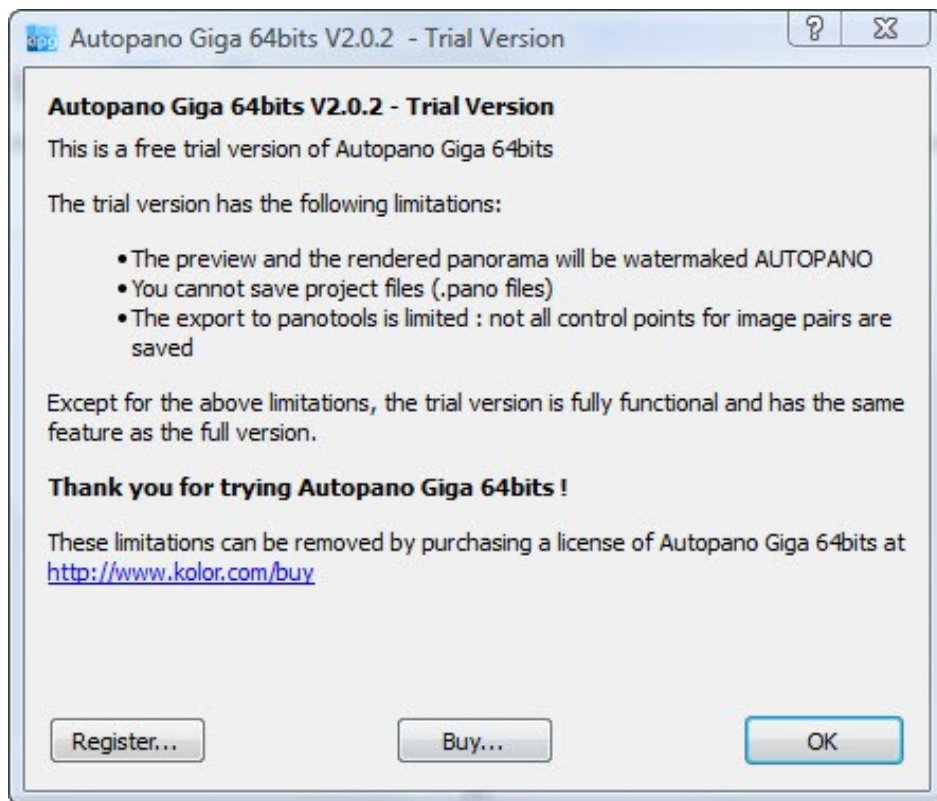 apg Autopano Giga 64bits V2.0.2 - Trial Version ?
Autopano Giga 64bits V2.0.2 - Trial Version
This is a free trial version of Autopano Giga 64bits
The trial version has the following limitations:
• The preview and the rendered panorama will be watermaked AUTOPANO
• You cannot save project files (.pano files)
• The export to panotools is limited : not all control points for image pairs are
saved
Except for the above limitations, the trial version is fully functional and has the same
feature as the full version.
Thank you for trying Autopano Giga 64bits !
These limitations can be removed by purchasing a license of Autopano Giga 64bits at
http://www.kolor.com/buy
Register... Buy... OK